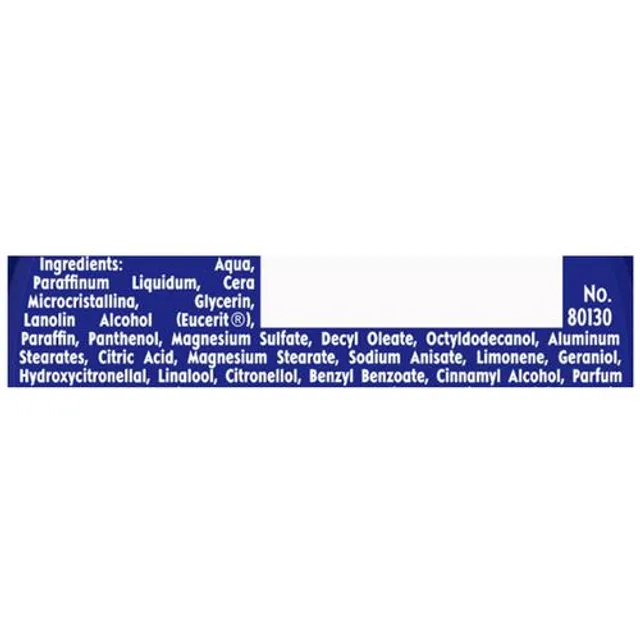 Ingredients: Aqua,
Paraffinum Liquidum, Cera
Microcristallina, Glycerin,
Lanolin Alcohol (Eucerit®),
No.
80130
Paraffin, Panthenol, Magnesium Sulfate, Decyl Oleate, Octyldodecanol, Aluminum
Stearates, Citric Acid, Magnesium Stearate, Sodium Anisate, Limonene, Geraniol,
Hydroxycitronellal, Linalool, Citronellol, Benzyl Benzoate, Cinnamyl Alcohol, Parfum